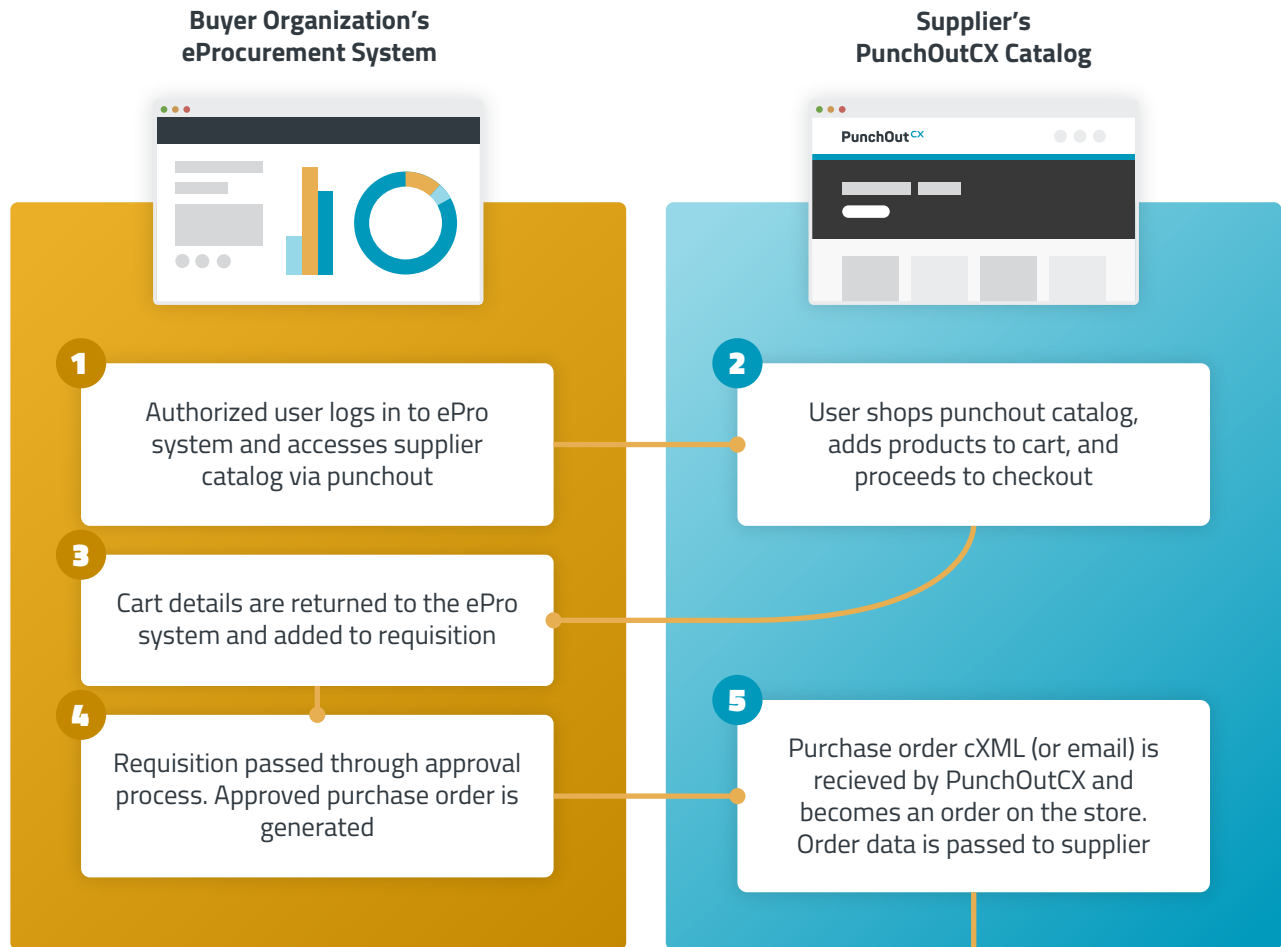 Buyer Organization's
eProcurement System
Supplier's
PunchOutCX Catalog
PunchOut CX
1
Authorized user logs in to ePro
system and accesses supplier
catalog via punchout
2
User shops punchout catalog,
adds products to cart, and
proceeds to checkout
3
Cart details are returned to the ePro
system and added to requisition
4
Requisition passed through approval
process. Approved purchase order is
generated
5
Purchase order cXML (or email) is
recieved by PunchOutCX and
becomes an order on the store.
Order data is passed to supplier